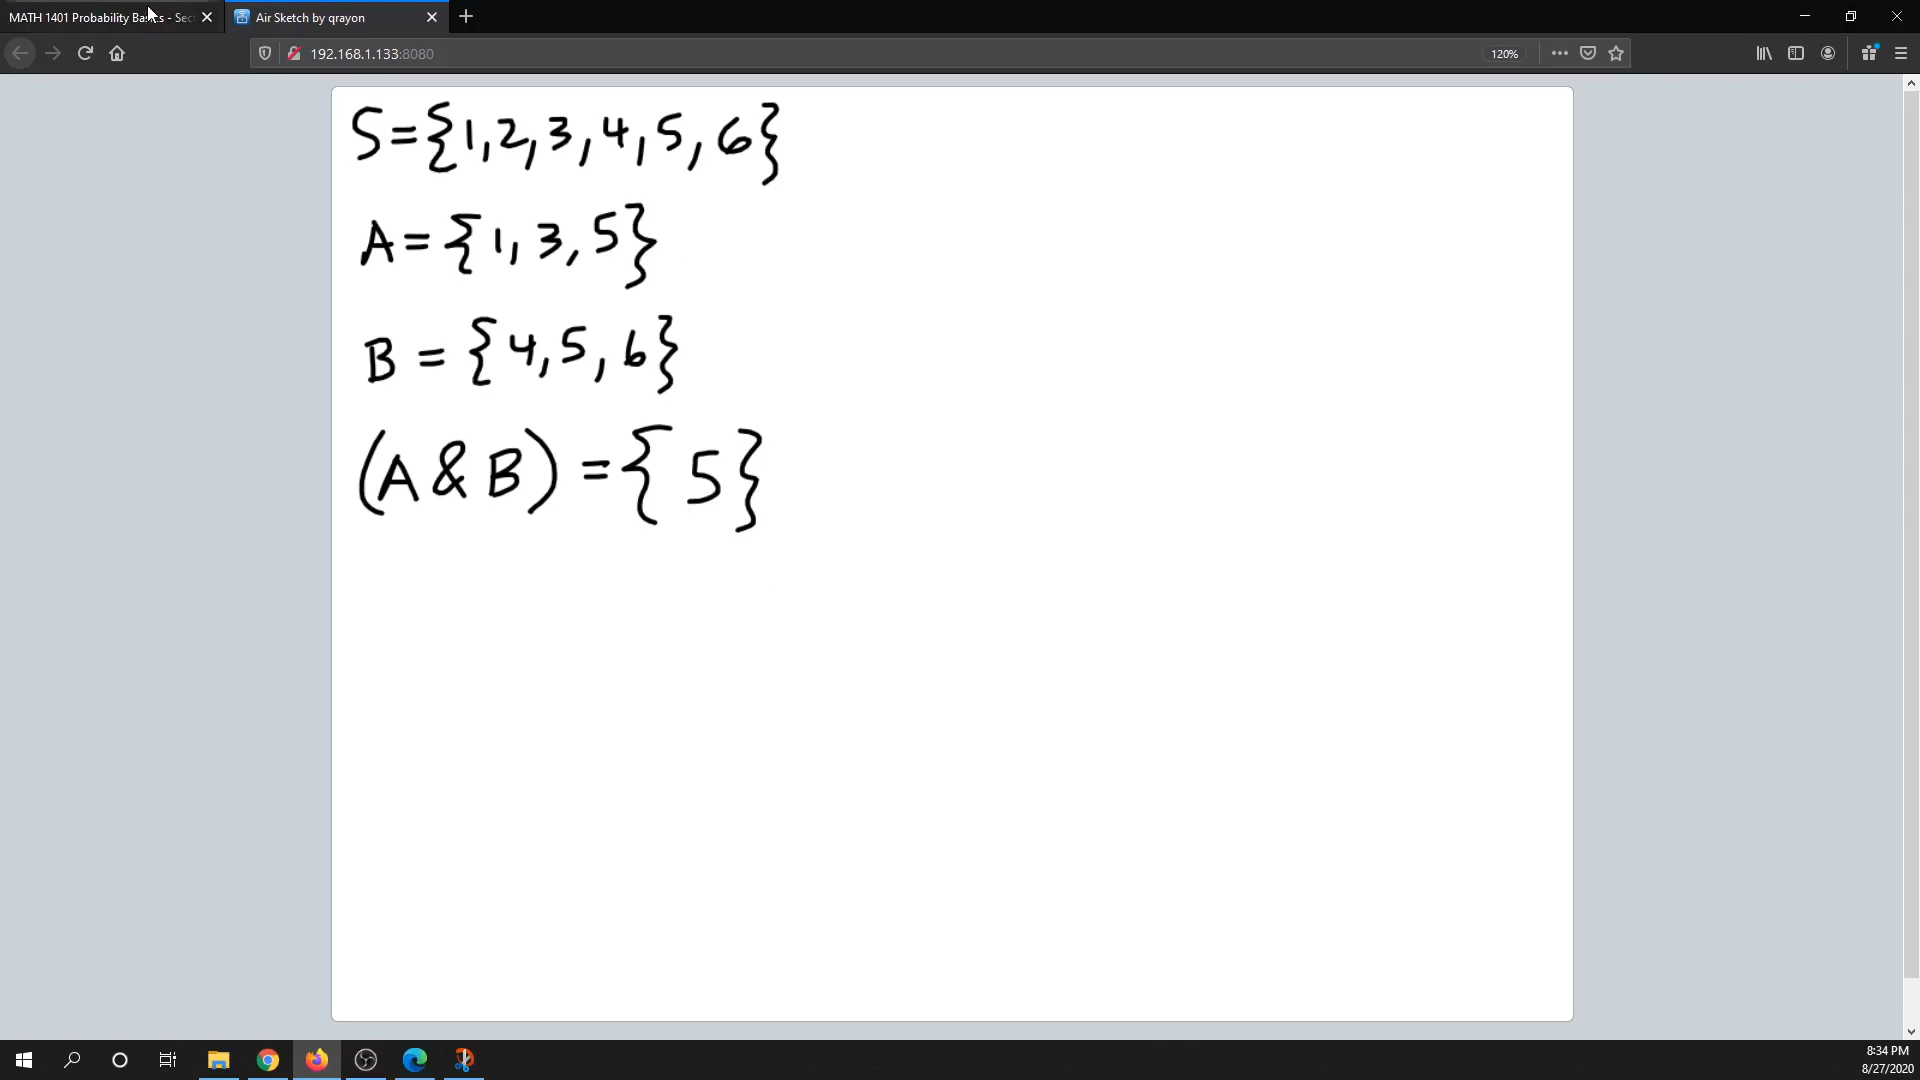 MATH 1401 Probability Basics - Sect
Air Sketch by qrayon
192.168.1.133:8080
120%
S={1,2,3,4,5,6}
A={1,3,5}
B={4,5,6}
(A & B)={5}
8:34 PM
8/27/2020